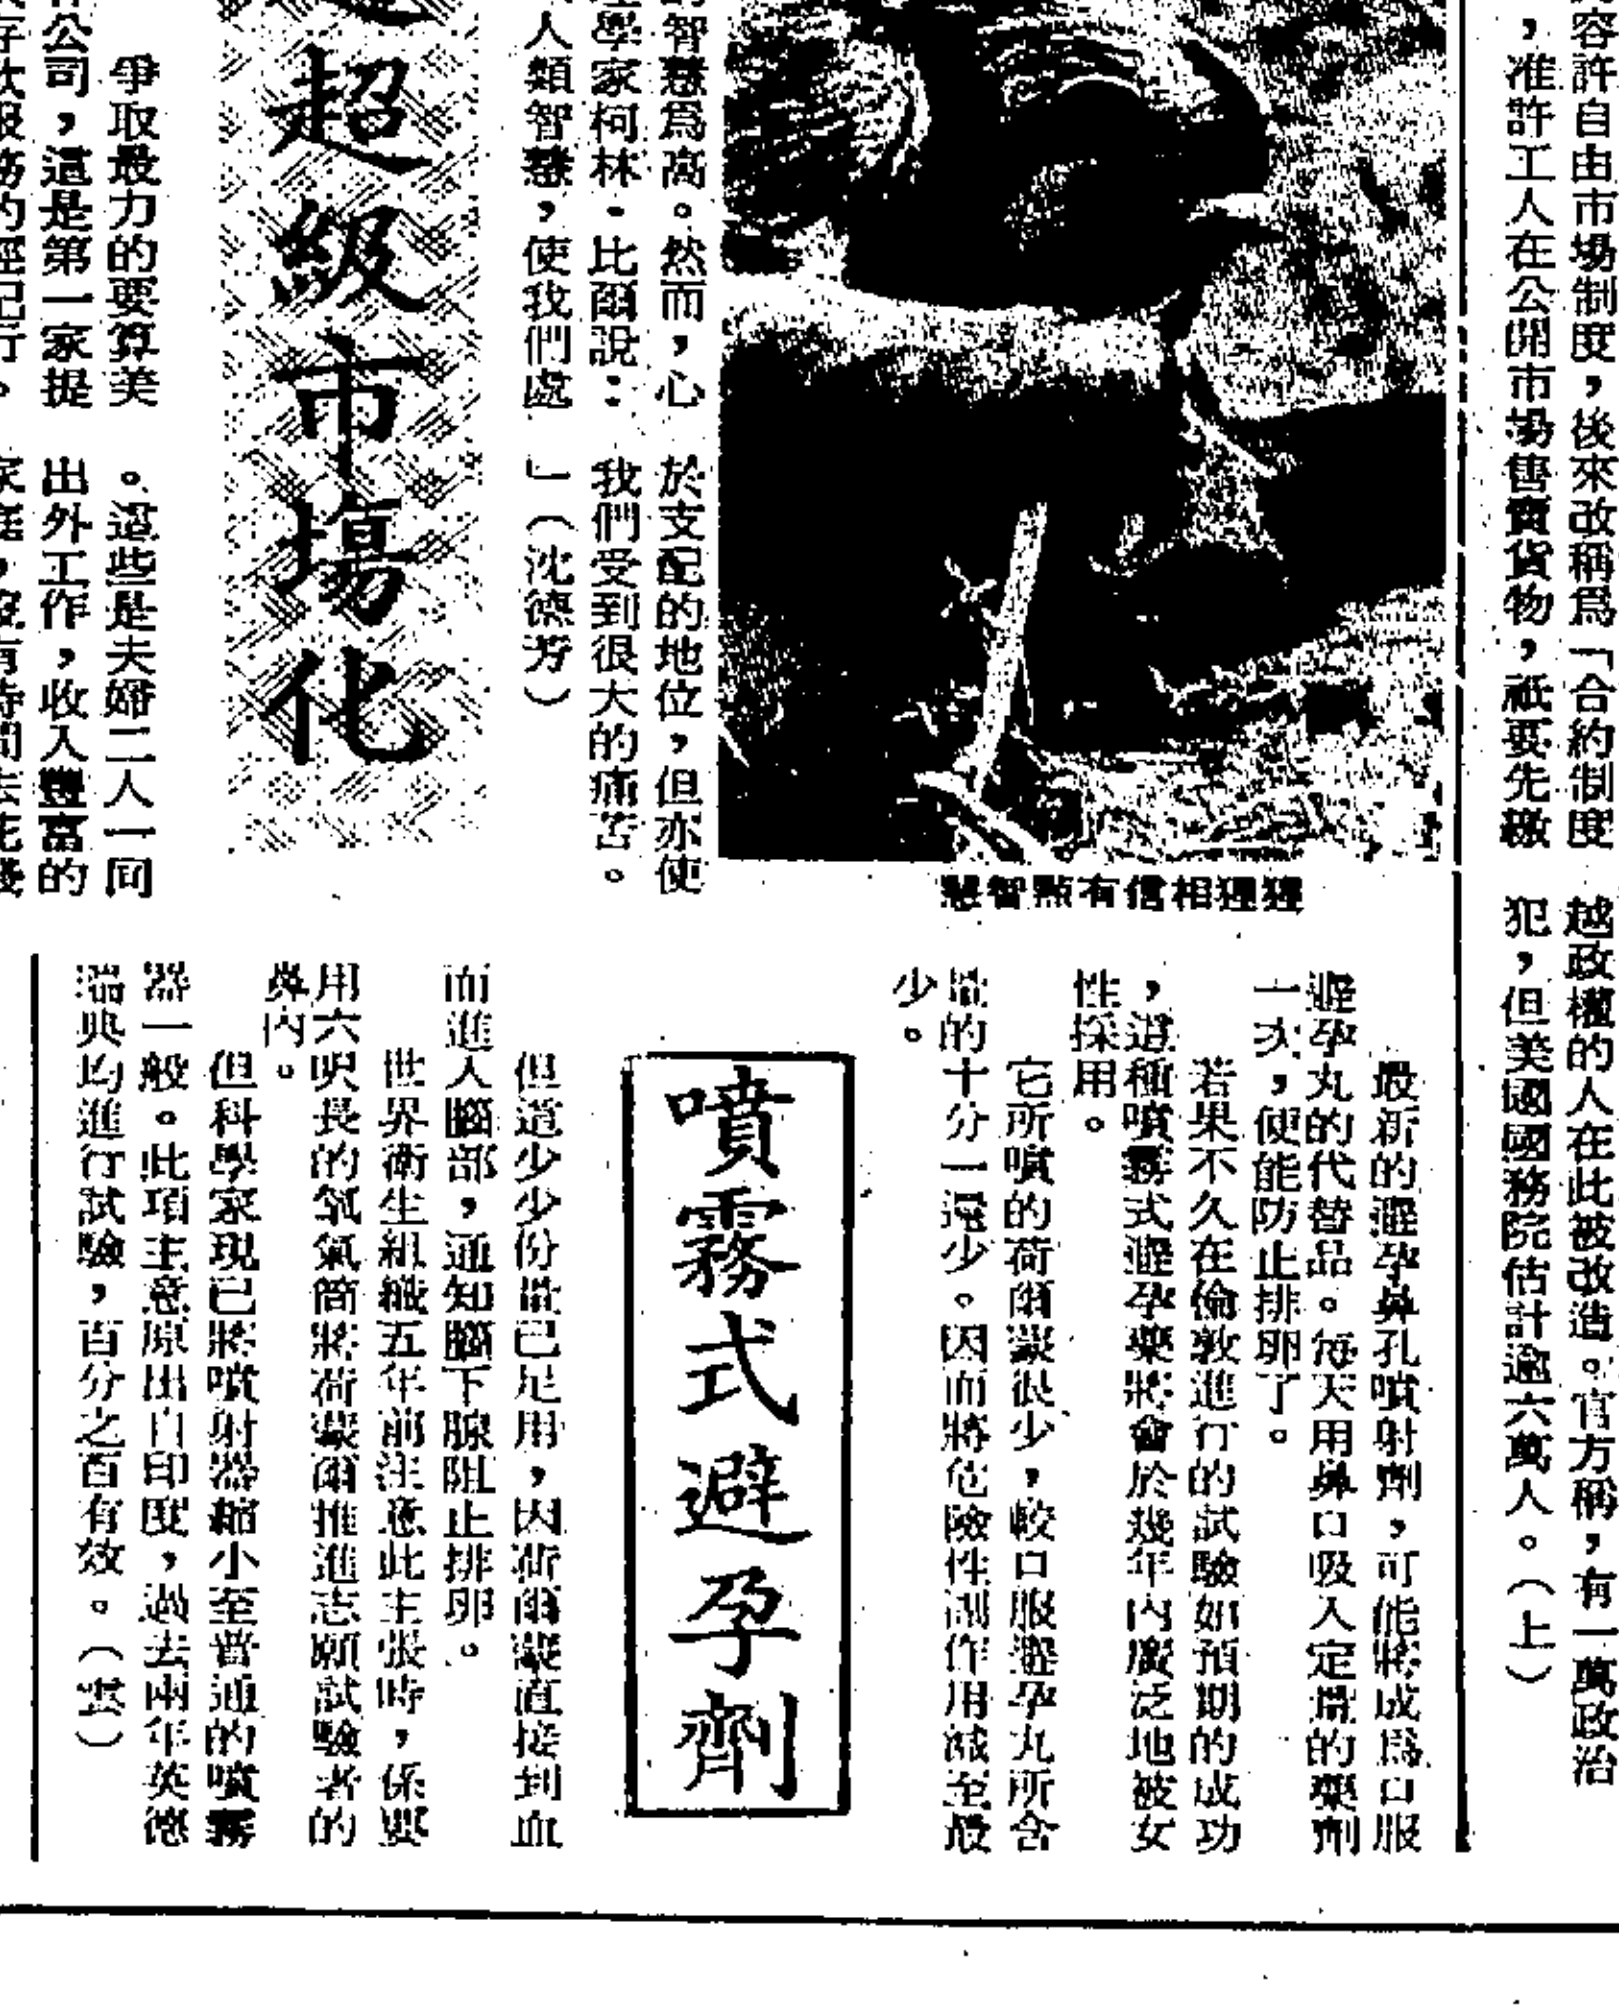 容許自由市場制度，後來改稱爲「合約制度
，准許工人在公開市場售賣貨物，祇要先繳
越政權的人在此被改造。官方稱，有一萬政治
犯，但美國國務院估計逾六萬人。（上）
猩猩相信有點智慧
智慧爲高。然而，心
學家柯林·比爾說：
人類智慧，使我們處
於支配的地位，但亦使
我們受到很大的痛苦。
」（沈德芳）
超級市場化
爭取最力的要算美
公司，這是第一家提
。這些是夫婦二人一同
出外工作，收入豐富的
噴霧式避孕劑
最新的避孕鼻孔噴射劑，可能將成爲口服
避孕丸的代替品。每天用鼻口吸入定量的藥劑
一次，便能防止排卵了。
若果不久在倫敦進行的試驗如預期的成功
，這種噴霧式避孕藥將會於幾年內廣泛地被女
性採用。
它所噴的荷爾蒙很少，較口服避孕丸所含
量的十分一還少。因而將危險性副作用減至最
少。
但這少少份量已足用，因荷爾蒙直接到血
而進入腦部，通知腦下腺阻止排卵。
世界衛生組織五年前注意此主張時，係要
用六呎長的氧氣筒將荷蒙爾推進志願試驗者的
鼻內。
但科學家現已將噴射器縮小至普通的噴霧
器一般。此項主意原出自印度，過去兩年英德
瑞典均進行試驗，百分之百有效。（雲）